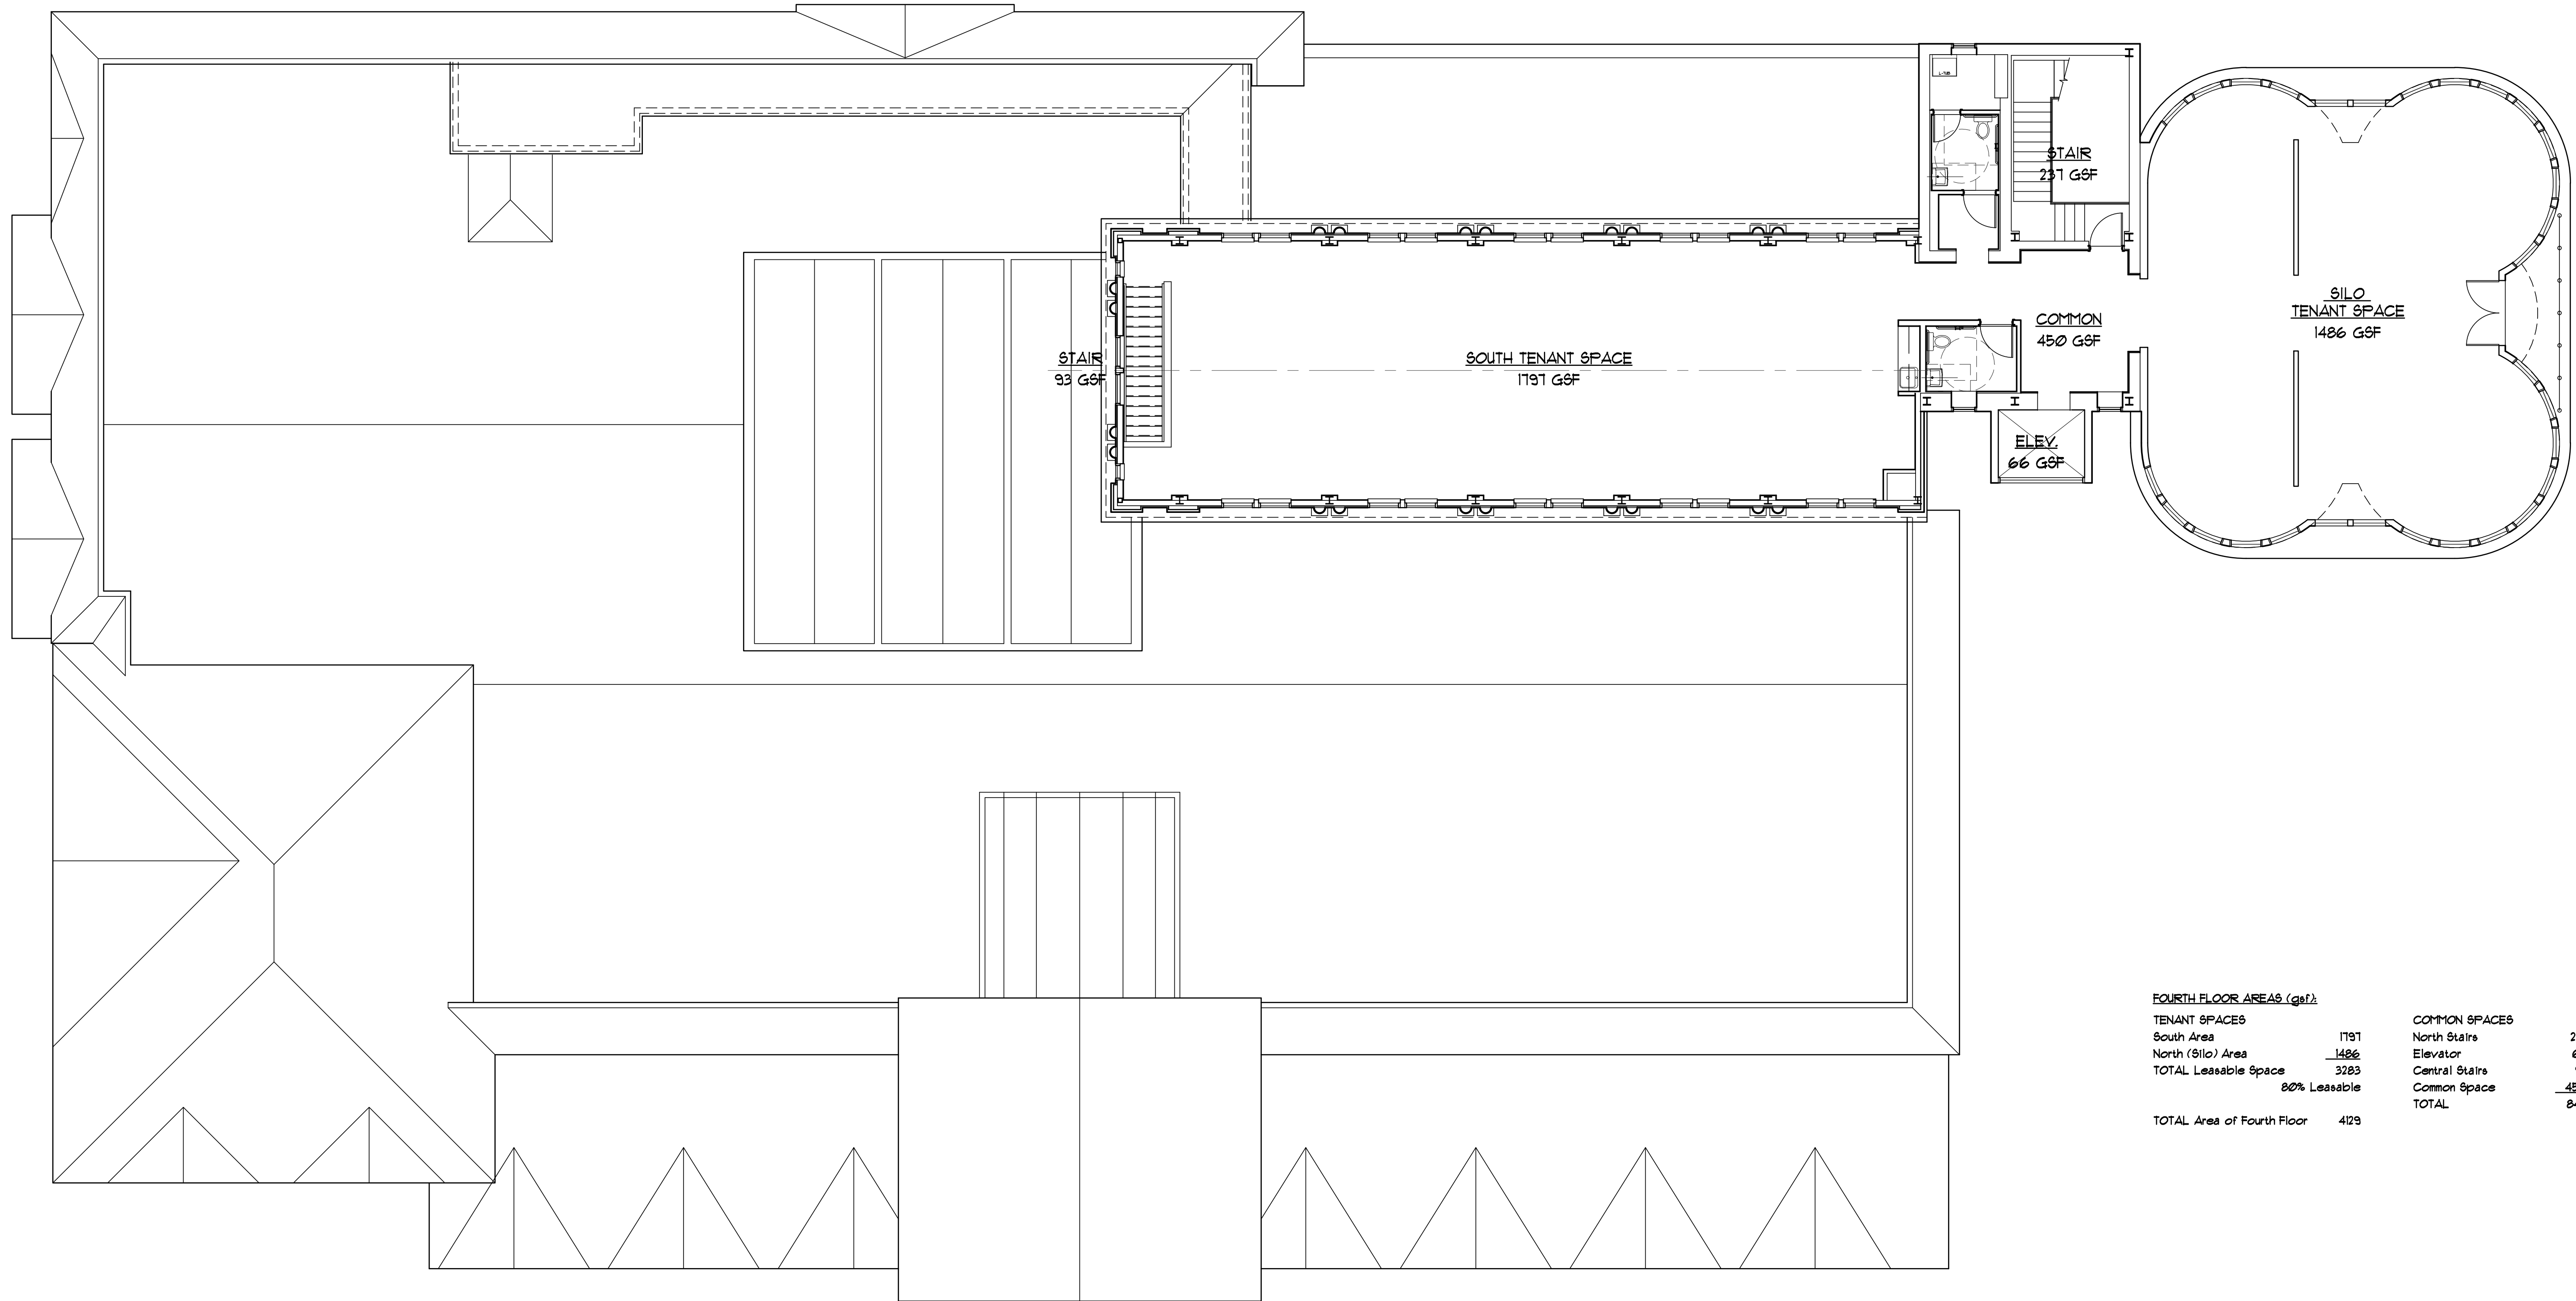 L-TUB
STAIR
237 GSF
SILO
TENANT SPACE
1486 GSF
COMMON
450 GSF
STAIR
93 GSF
SOUTH TENANT SPACE
1797 GSF
ELEV.
66 GSF
FOURTH FLOOR AREAS (gsf):
TENANT SPACES
South Area 1797
North (Silo) Area 1486
TOTAL Leasable Space 3283
80% Leasable
TOTAL Area of Fourth Floor 4129
COMMON SPACES
North Stairs
Elevator
Central Stairs
Common Space
TOTAL